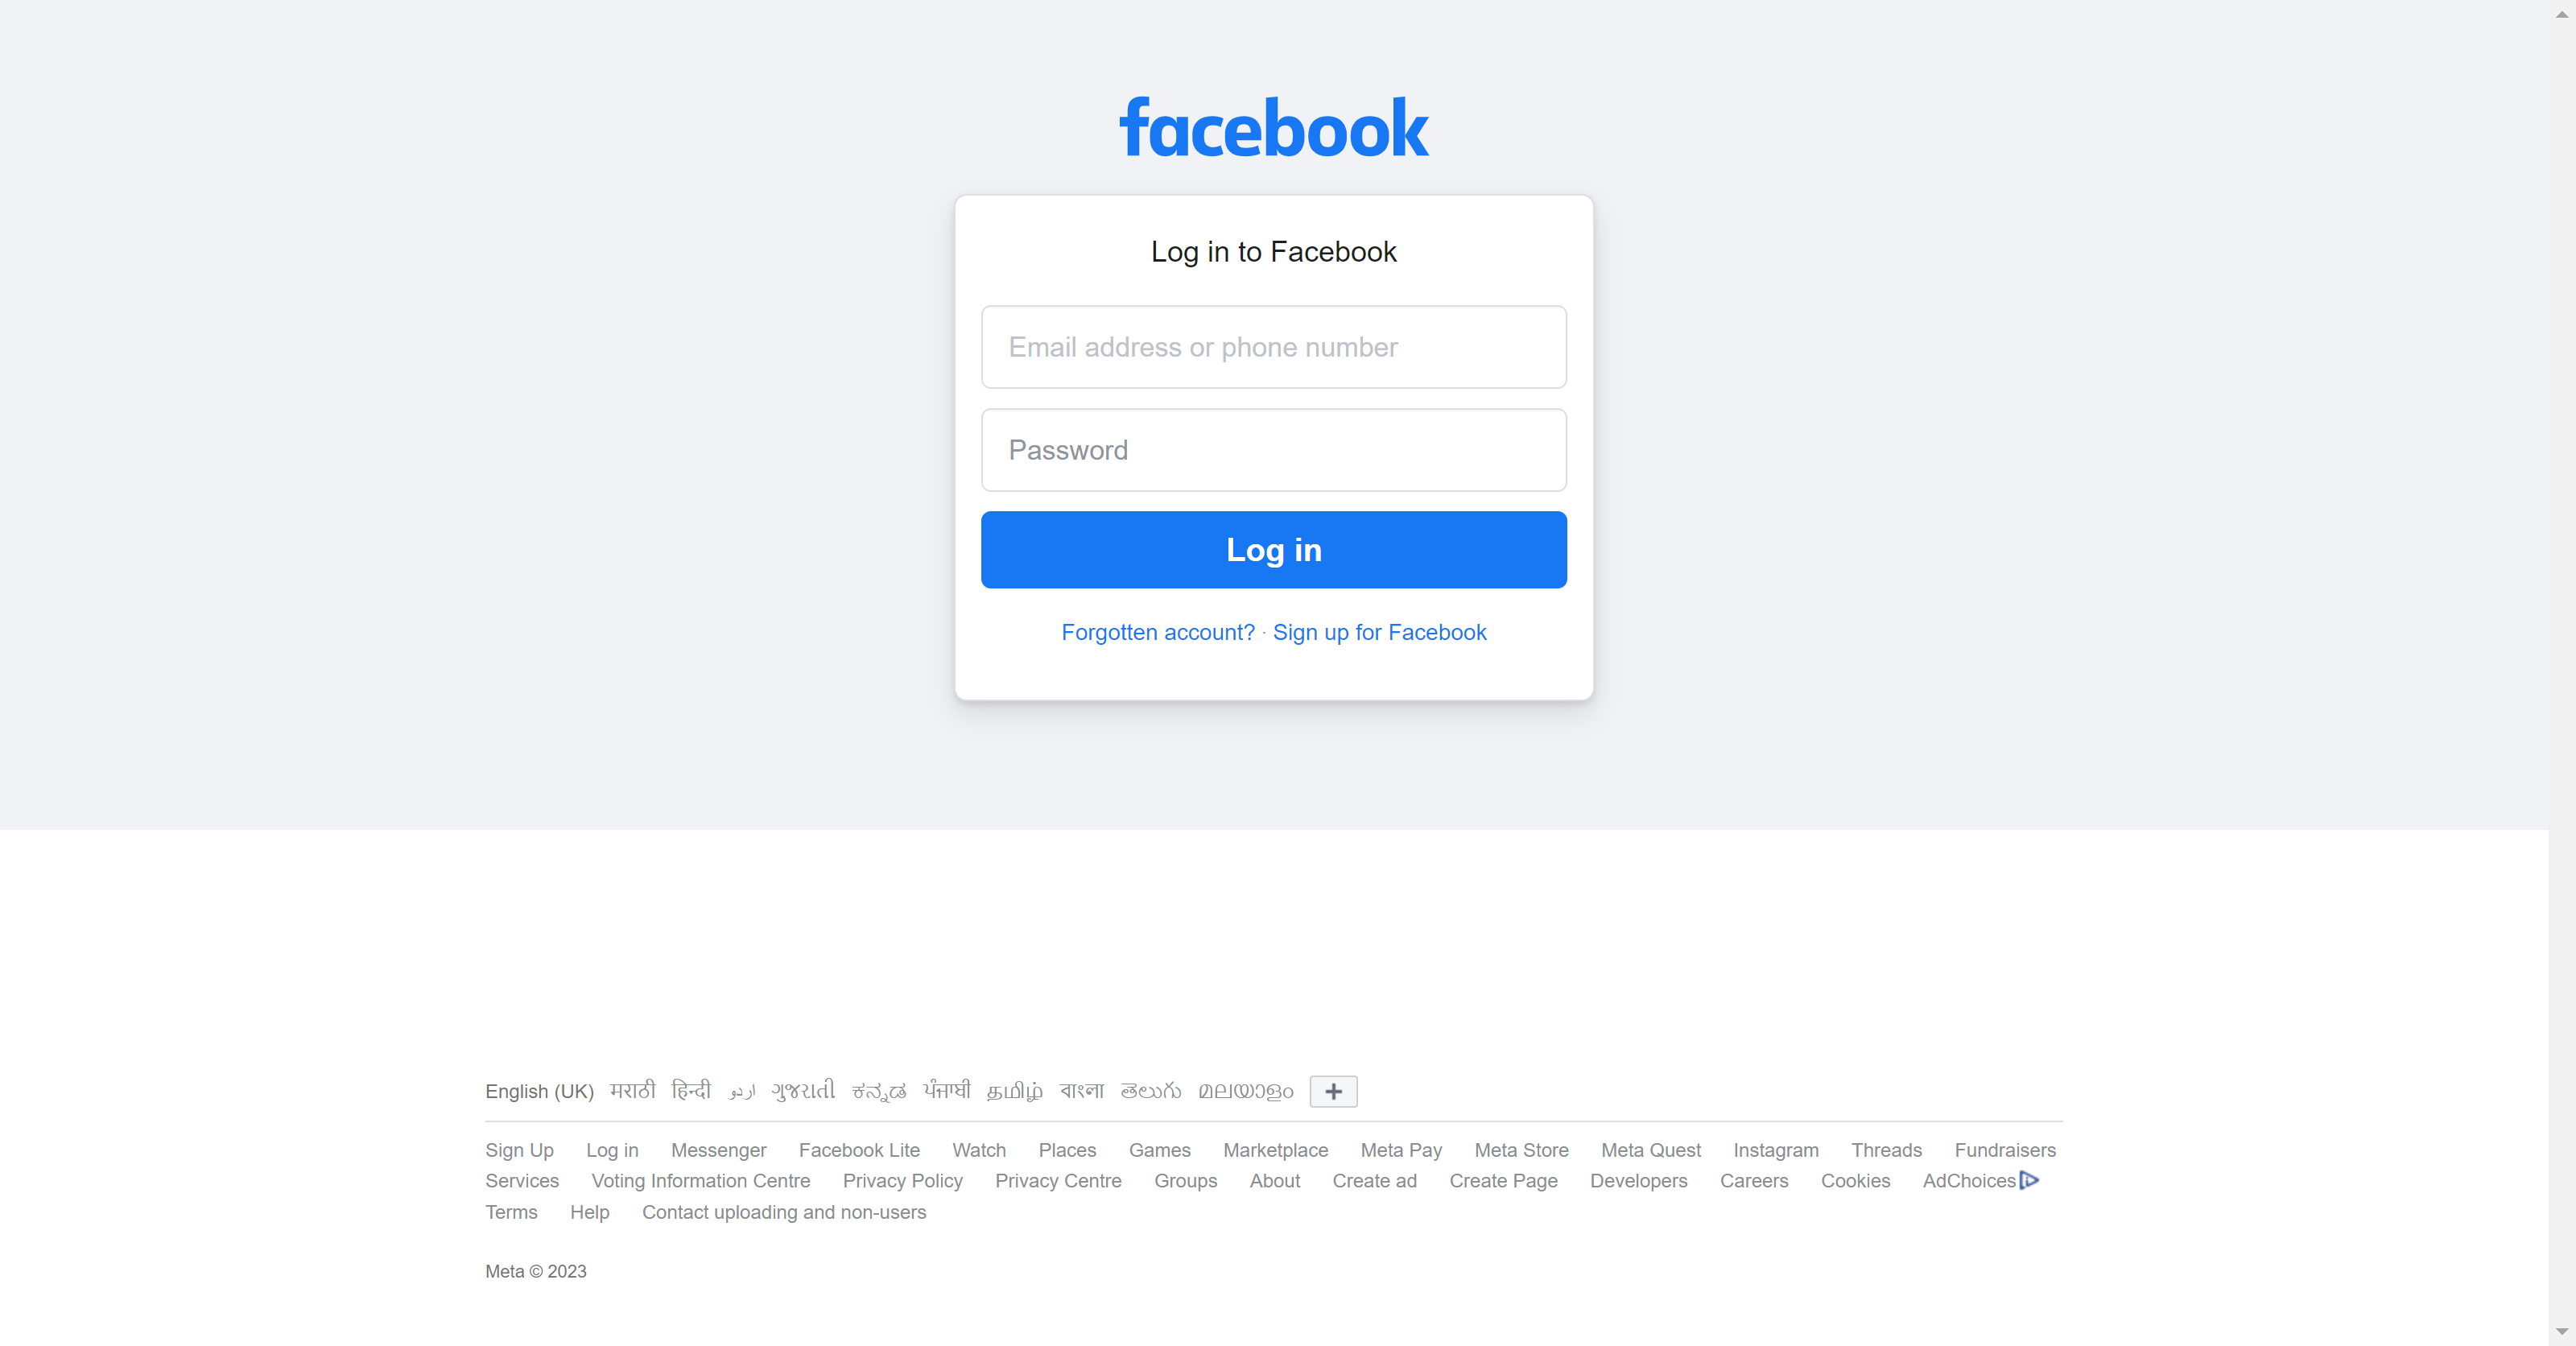 facebook
Log in to Facebook
Email address or phone number
Password
Log in
Forgotten account? · Sign up for Facebook
English (UK) मराठी हिन्दी اردو ગુજરાતી ಕನ್ನಡ ਪੰਜਾਬੀ தமிழ் বাংলা తెలుగు മലയാളം
Sign Up Log in Messenger Facebook Lite Watch Places Games Marketplace Meta Pay Meta Store Meta Quest Instagram Threads Fundraisers
Services Voting Information Centre Privacy Policy Privacy Centre Groups About Create ad Create Page Developers Careers Cookies AdChoices
Terms Help Contact uploading and non-users
Meta © 2023